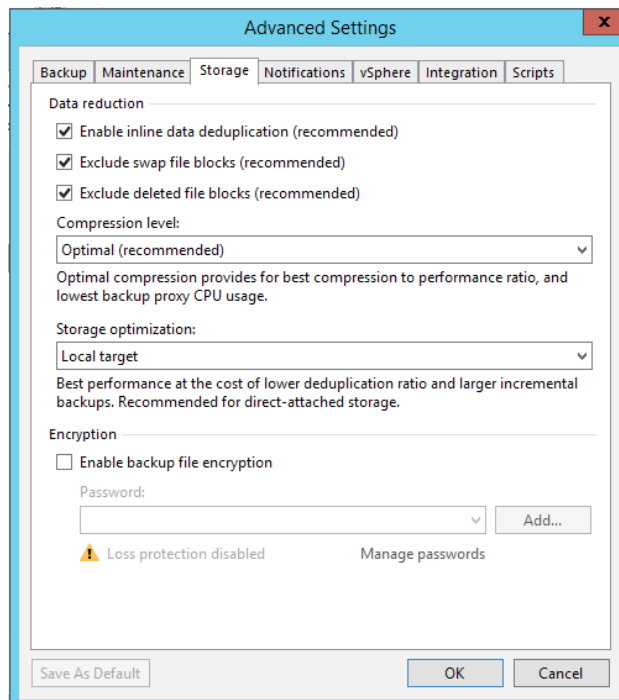 Advanced Settings
x
Backup Maintenance Storage Notifications vSphere Integration Scripts
Data reduction
Enable inline data deduplication (recommended)
Exclude swap file blocks (recommended)
Exclude deleted file blocks (recommended)
Compression level:
Optimal (recommended)
Optimal compression provides for best compression to performance ratio, and
lowest backup proxy CPU usage.
Storage optimization:
Local target
Best performance at the cost of lower deduplication ratio and larger incremental
backups. Recommended for direct-attached storage.
Encryption
Enable backup file encryption
Password:
Add...
Loss protection disabled Manage passwords
Save As Default OK Cancel